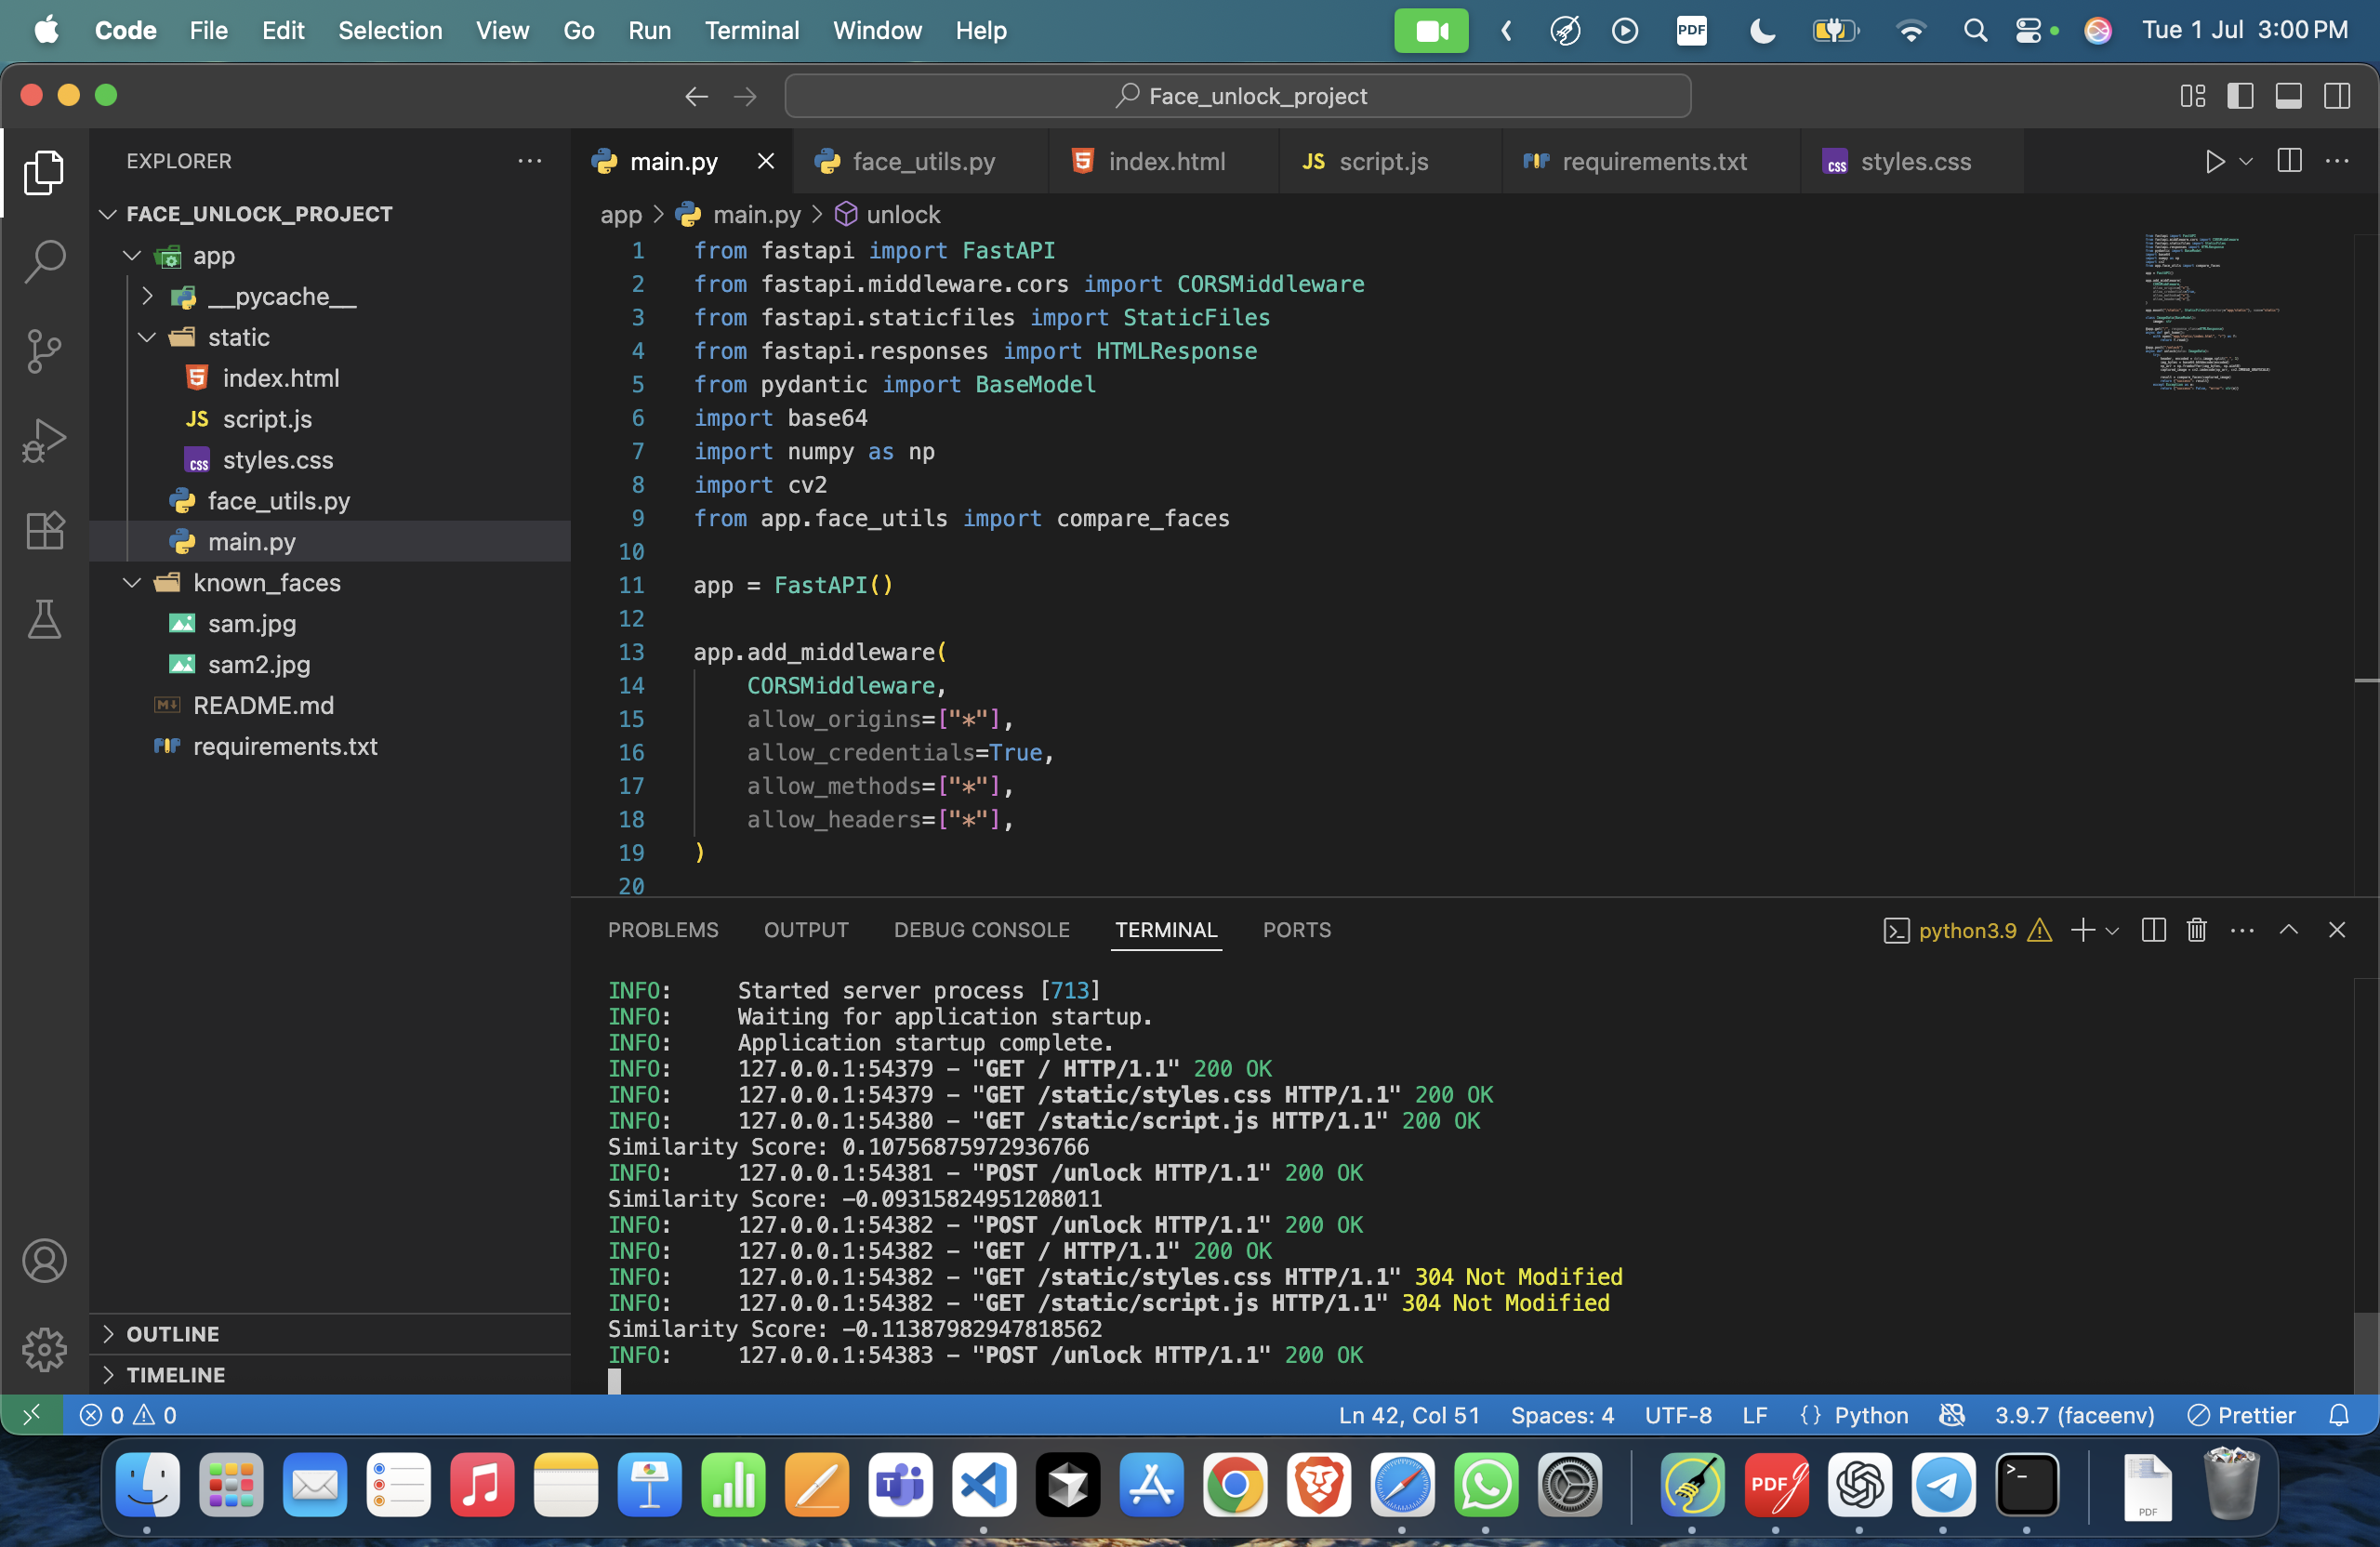 Code File Edit Selection View Go Run Terminal Window Help PDF Tue 1 Jul 3:00 PM
Face_unlock_project
EXPLORER
FACE_UNLOCK_PROJECT
app
__pycache__
static
index.html
JS script.js
css styles.css
face_utils.py
main.py
known_faces
sam.jpg
sam2.jpg
README.md
requirements.txt
OUTLINE
TIMELINE
main.py face_utils.py index.html JS script.js requirements.txt css styles.css
app > main.py > unlock
1 from fastapi import FastAPI
2 from fastapi.middleware.cors import CORSMiddleware
3 from fastapi.staticfiles import StaticFiles
4 from fastapi.responses import HTMLResponse
5 from pydantic import BaseModel
6 import base64
7 import numpy as np
8 import cv2
9 from app.face_utils import compare_faces
10
11 app = FastAPI()
12
13 app.add_middleware(
14 CORSMiddleware,
15 allow_origins=["*"],
16 allow_credentials=True,
17 allow_methods=["*"],
18 allow_headers=["*"],
19 )
20
PROBLEMS OUTPUT DEBUG CONSOLE TERMINAL PORTS python3.9
INFO: Started server process [713]
INFO: Waiting for application startup.
INFO: Application startup complete.
INFO: 127.0.0.1:54379 - "GET / HTTP/1.1" 200 OK
INFO: 127.0.0.1:54379 - "GET /static/styles.css HTTP/1.1" 200 OK
INFO: 127.0.0.1:54380 - "GET /static/script.js HTTP/1.1" 200 OK
Similarity Score: 0.10756875972936766
INFO: 127.0.0.1:54381 - "POST /unlock HTTP/1.1" 200 OK
Similarity Score: -0.09315824951208011
INFO: 127.0.0.1:54382 - "POST /unlock HTTP/1.1" 200 OK
INFO: 127.0.0.1:54382 - "GET / HTTP/1.1" 200 OK
INFO: 127.0.0.1:54382 - "GET /static/styles.css HTTP/1.1" 304 Not Modified
INFO: 127.0.0.1:54382 - "GET /static/script.js HTTP/1.1" 304 Not Modified
Similarity Score: -0.11387982947818562
INFO: 127.0.0.1:54383 - "POST /unlock HTTP/1.1" 200 OK
0 0 Ln 42, Col 51 Spaces: 4 UTF-8 LF {} Python 3.9.7 (faceenv) Prettier
PDF
PDF